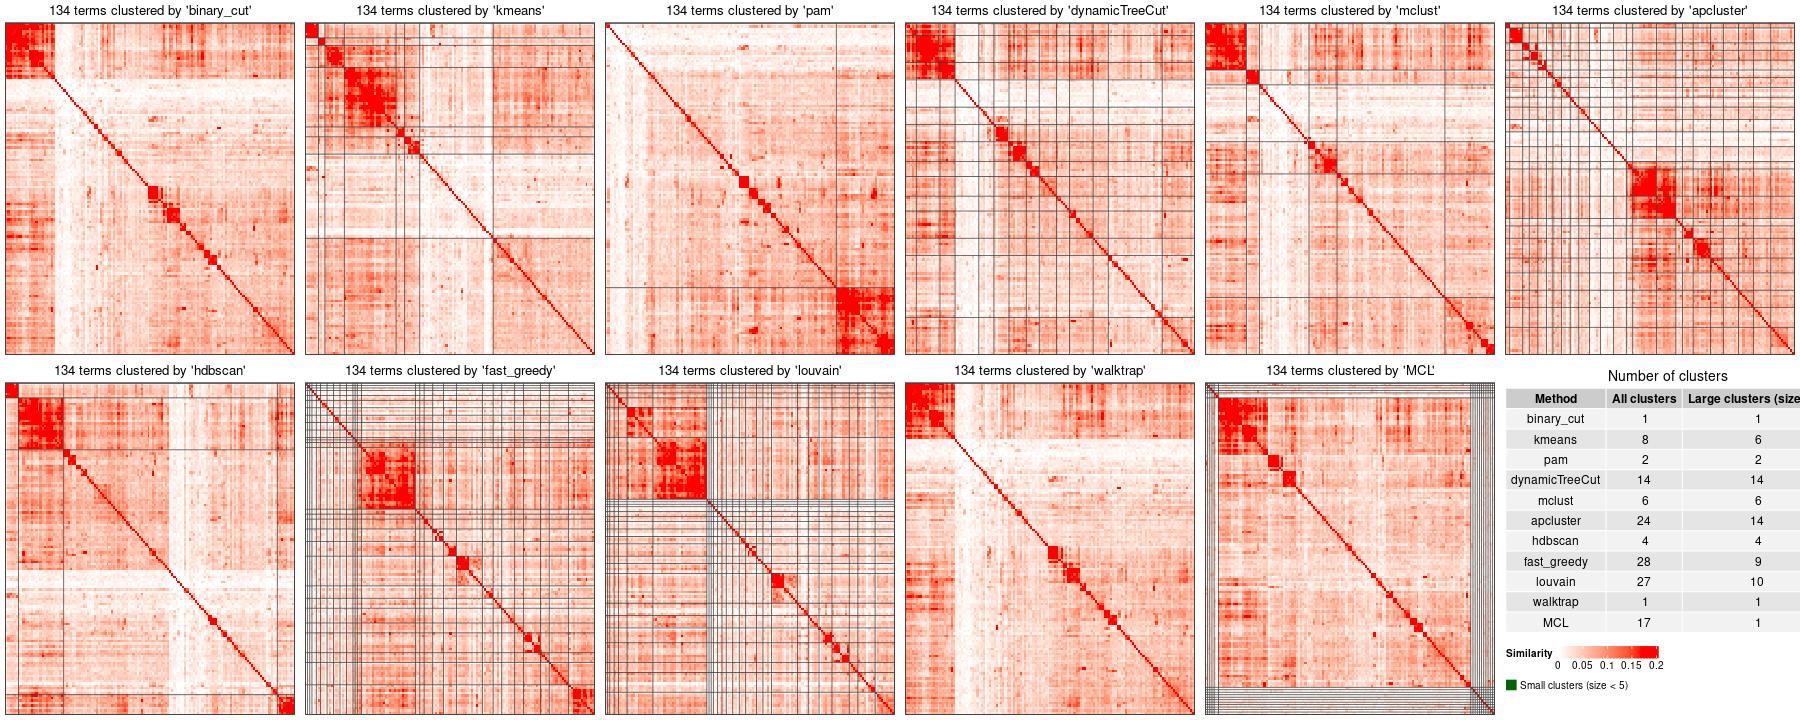 134 terms clustered by 'binary_cut'
134 terms clustered by 'kmeans'
134 terms clustered by 'pam'
134 terms clustered by 'dynamicTreeCut'
134 terms clustered by 'mclust'
134 terms clustered by 'apcluster'
134 terms clustered by 'hdbscan'
134 terms clustered by 'fast_greedy'
134 terms clustered by 'louvain'
134 terms clustered by 'walktrap'
134 terms clustered by 'MCL'
Number of clusters
Method All clusters Large clusters (size
binary_cut 1 1
kmeans 8 6
pam 2 2
dynamicTreeCut 14 14
mclust 6 6
apcluster 24 14
hdbscan 4 4
fast_greedy 28 9
louvain 27 10
walktrap 1 1
MCL 17 1
Similarity
0 0.05 0.1 0.15 0.2
Small clusters (size < 5)